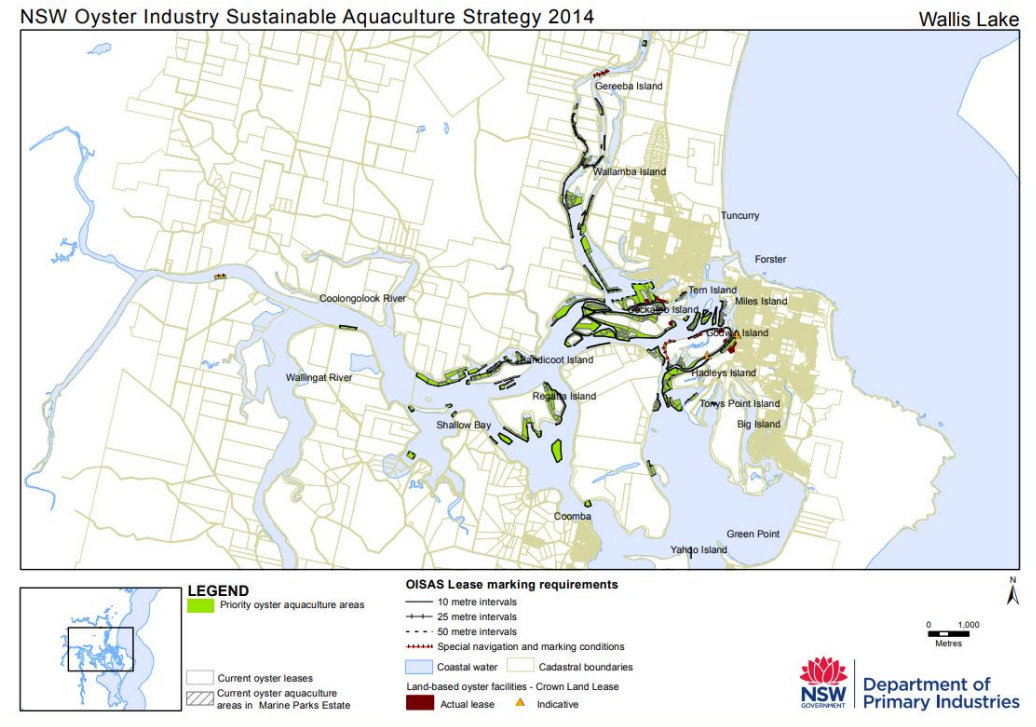 NSW Oyster Industry Sustainable Aquaculture Strategy 2014
Wallis Lake
Gereeba Island
Wallamba Island
Tuncurry
Forster
Coolongolook River
Tern Island
Miles Island
Cockatoo Island
Godwin Island
Bandicoot Island
Wallingat River
Hadleys Island
Regatta Island
Tonys Point Island
Shallow Bay
Big Island
Coomba
Green Point
Yahoo Island
LEGEND
Priority oyster aquaculture areas
Current oyster leases
Current oyster aquaculture
areas in Marine Parks Estate
OISAS Lease marking requirements
10 metre intervals
25 metre intervals
50 metre intervals
Special navigation and marking conditions
Coastal water
Cadastral boundaries
Land-based oyster facilities - Crown Land Lease
Actual lease
Indicative
N
0 1,000
Metres
NSW
GOVERNMENT
Department of
Primary Industries